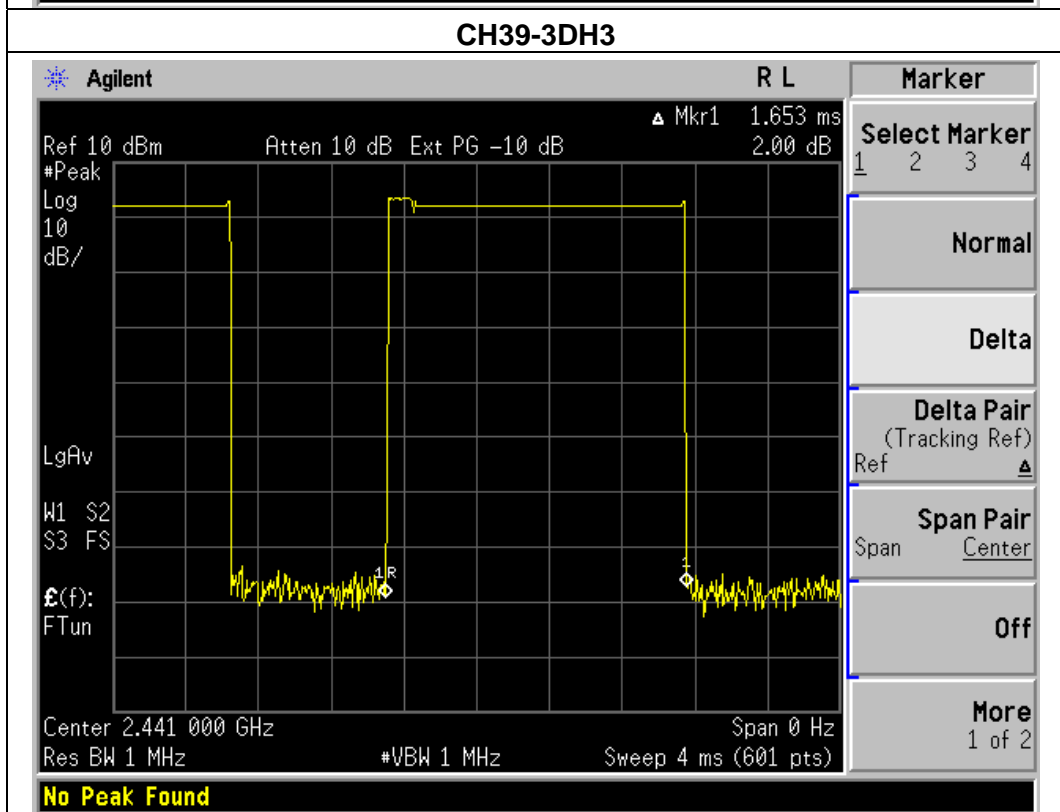 CH39-3DH3
Agilent R L Marker
▵ Mkr1 1.653 ms
Ref 10 dBm Atten 10 dB Ext PG −10 dB 2.00 dB
#Peak
Log
10
dB/
LgAv
W1 S2
S3 FS
£(f):
FTun
1R
1
Center 2.441 000 GHz Span 0 Hz
Res BW 1 MHz #VBW 1 MHz Sweep 4 ms (601 pts)
No Peak Found
Select Marker
1 2 3 4
Normal
Delta
Delta Pair
(Tracking Ref)
Ref ▵
Span Pair
Span Center
Off
More
1 of 2